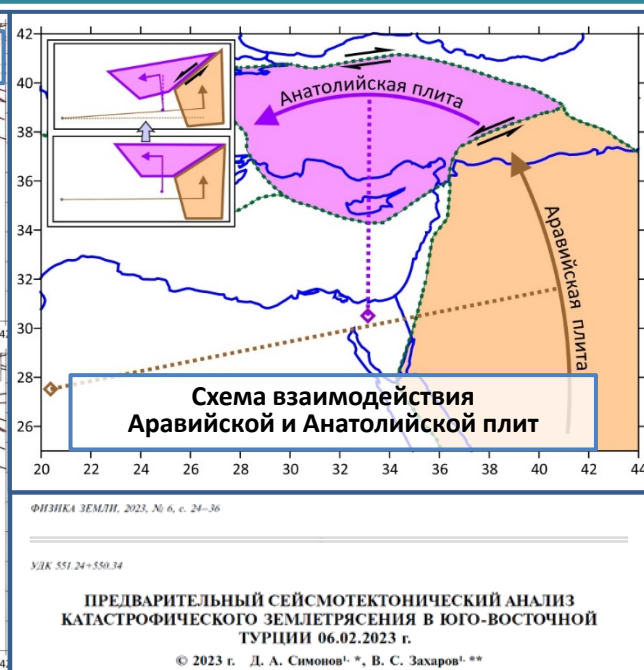 42
40
38
36
34
32
30
28
26
20 22 24 26 28 30 32 34 36 38 40 42 44
Анатолийская плита
Аравийская плита
Схема взаимодействия
Аравийской и Анатолийской плит
ФИЗИКА ЗЕМЛИ, 2023, № 6, с. 24–36
УДК 551.24+550.34
ПРЕДВАРИТЕЛЬНЫЙ СЕЙСМОТЕКТОНИЧЕСКИЙ АНАЛИЗ
КАТАСТРОФИЧЕСКОГО ЗЕМЛЕТРЯСЕНИЯ В ЮГО-ВОСТОЧНОЙ
ТУРЦИИ 06.02.2023 г.
© 2023 г. Д. А. Симонов¹, *, В. С. Захаров¹, **